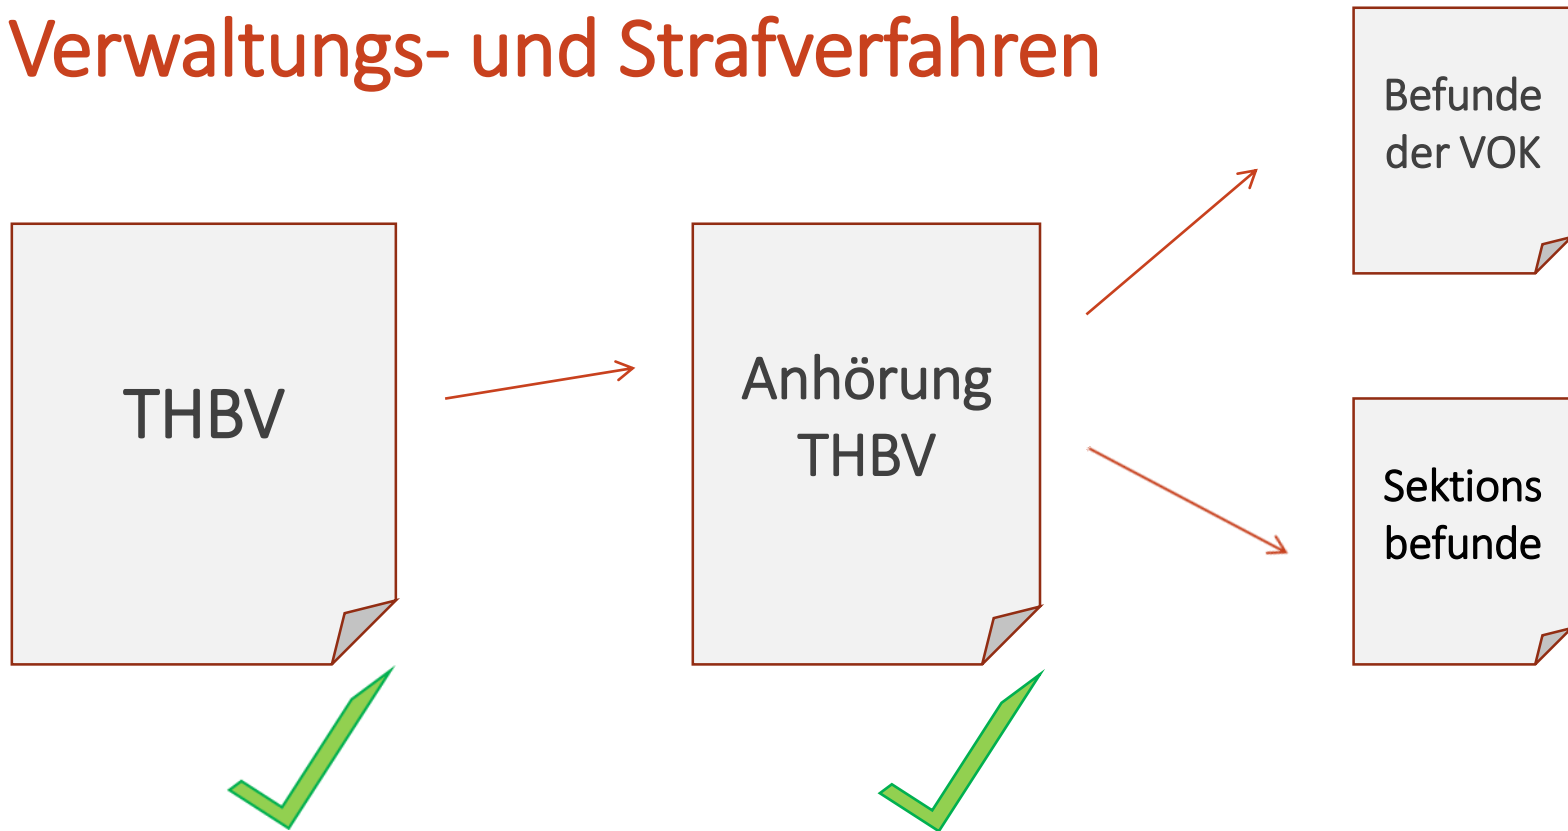 Verwaltungs- und Strafverfahren
Befunde
der VOK
THBV
Anhörung
THBV
Sektions
befunde